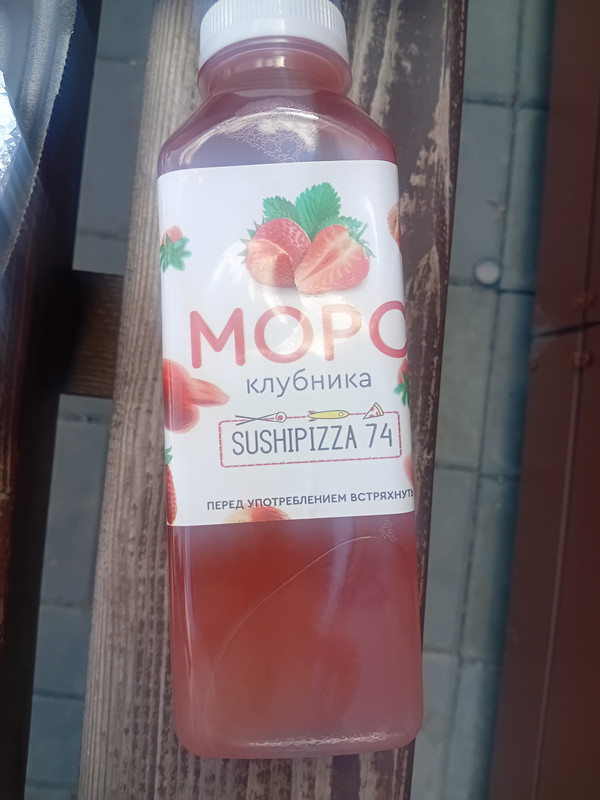 МОРС
клубника
SUSHIPIZZA 74
ПЕРЕД УПОТРЕБЛЕНИЕМ ВСТРЯХНУТЬ